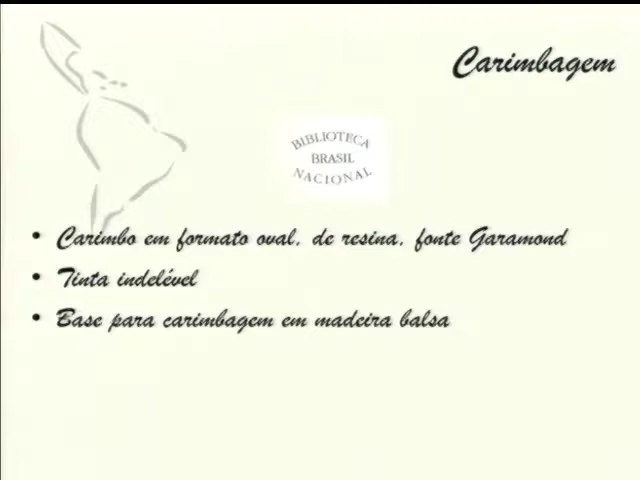 Carimbagem
BIBLIOTECA
BRASIL
NACIONAL
• Carimbo em formato oval, de resina, fonte Garamond
• Tinta indelével
• Base para carimbagem em madeira balsa